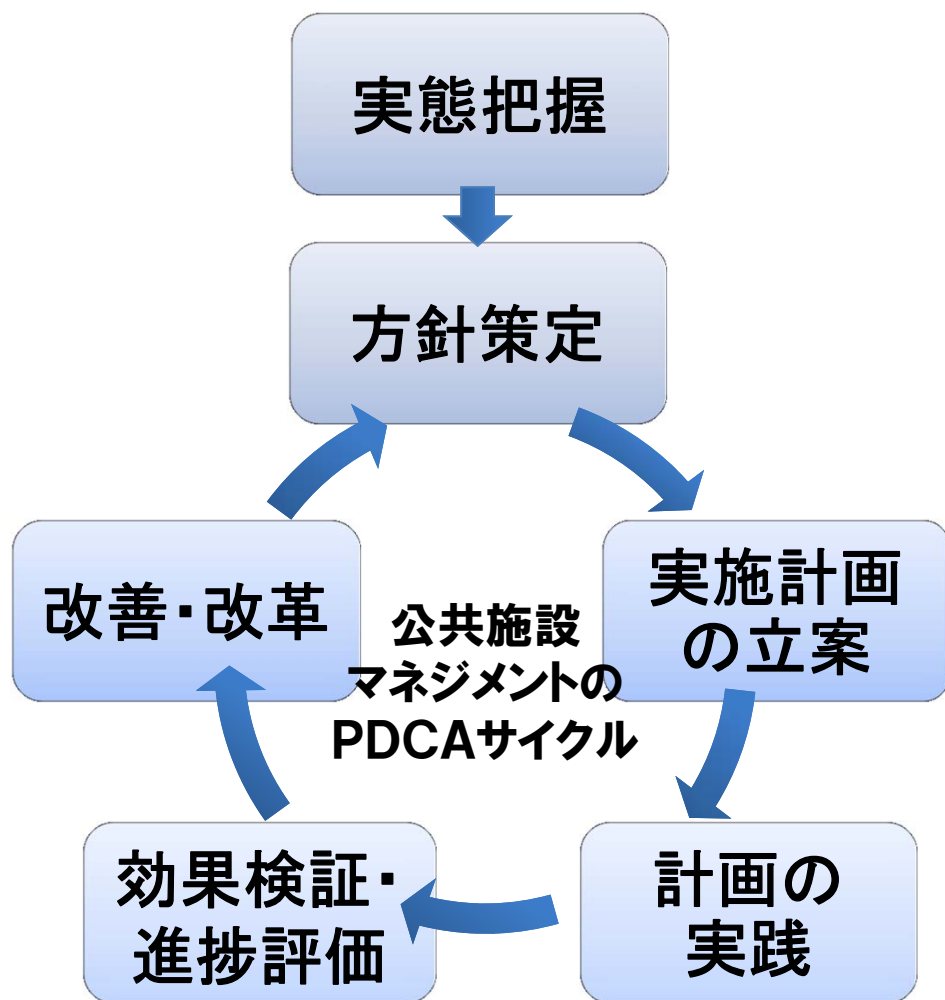 実態把握
方針策定
実施計画
の立案
計画の
実践
効果検証・
進捗評価
改善・改革
公共施設
マネジメントの
PDCAサイクル